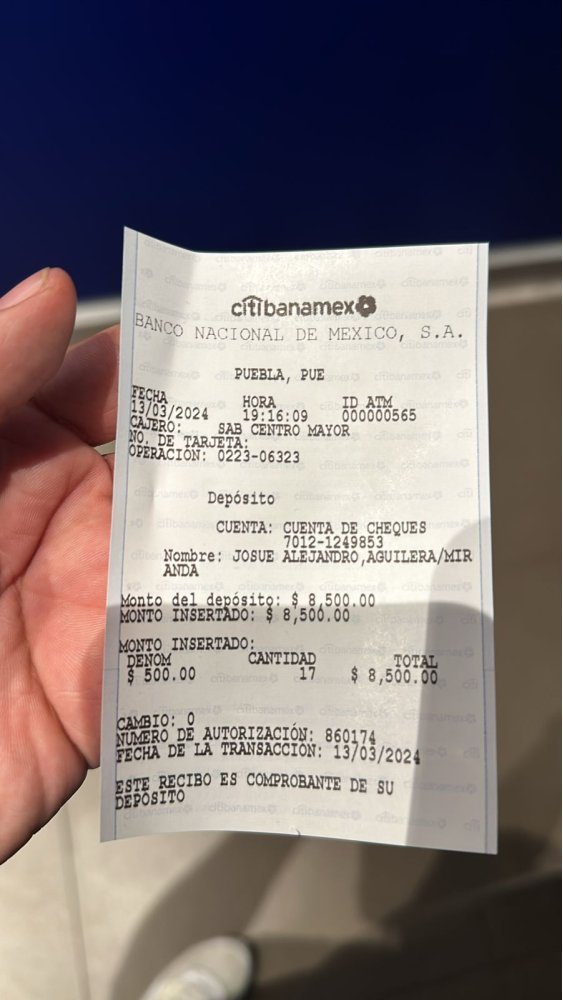 citibanamex
BANCO NACIONAL DE MEXICO, S.A.
PUEBLA, PUE
FECHA HORA ID ATM
13/03/2024 19:16:09 000000565
CAJERO: SAB CENTRO MAYOR
NO. DE TARJETA:
OPERACIÓN: 0223-06323
Depósito
CUENTA: CUENTA DE CHEQUES
7012-1249853
Nombre: JOSUE ALEJANDRO,AGUILERA/MIR
ANDA
Monto del depósito: $ 8,500.00
MONTO INSERTADO: $ 8,500.00
MONTO INSERTADO:
DENOM CANTIDAD TOTAL
$ 500.00 17 $ 8,500.00
CAMBIO: 0
NUMERO DE AUTORIZACIÓN: 860174
FECHA DE LA TRANSACCIÓN: 13/03/2024
ESTE RECIBO ES COMPROBANTE DE SU
DEPÓSITO